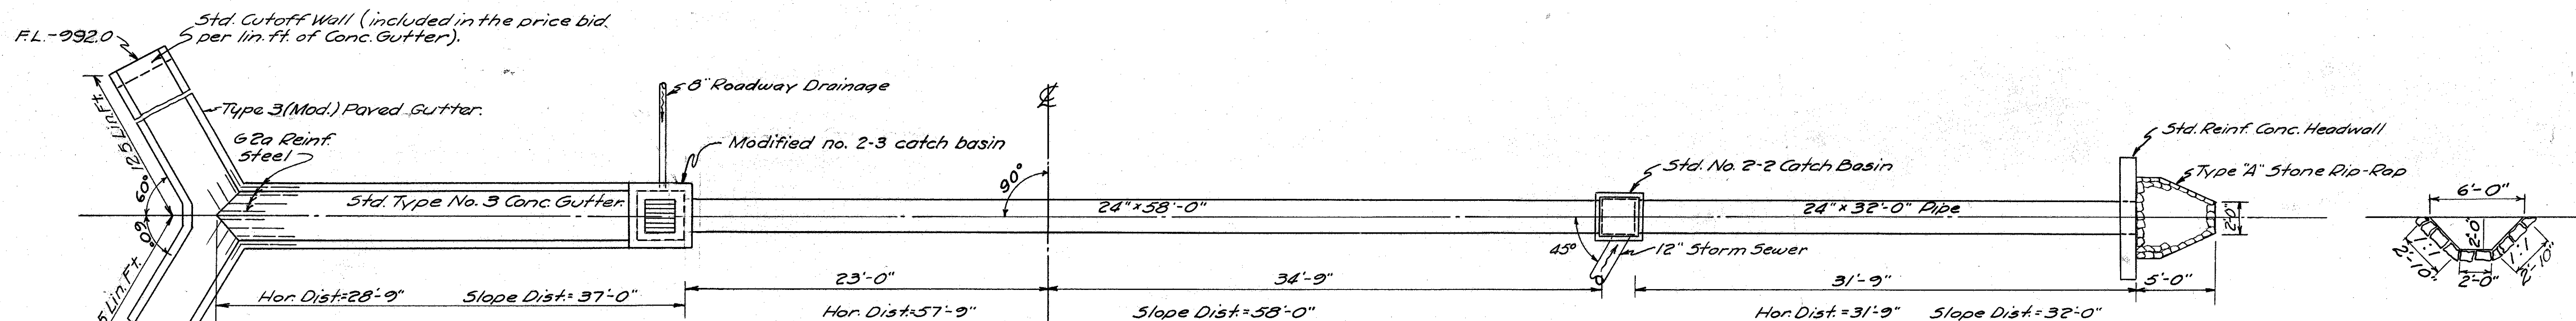 Std. Cutoff Wall (included in the price bid.
per lin. ft. of Conc. Gutter).
F.L.-992.0
Type 3 (Mod.) Paved Gutter.
G2a Reinf.
Steel
125 Lin. Ft.
60°
60°
5 Lin. Ft.
Std. Type No. 3 Conc. Gutter.
8" Roadway Drainage
Modified no. 2-3 catch basin
90°
℄
24"×58'-0"
Std. No. 2-2 Catch Basin
45°
12" Storm Sewer
24"×32'-0" Pipe
Std. Reinf. Conc. Headwall
Type "A" Stone Rip-Rap
2'-0"
6'-0"
2'-0"
1:1
1:1
2'-10"
2'-10"
2'-0"
23'-0"
34'-9"
31'-9"
5'-0"
Hor. Dist.=28'-9" Slope Dist.=37'-0"
Hor. Dist.=57'-9" Slope Dist.=58'-0"
Hor. Dist.=31'-9" Slope Dist.=32'-0"